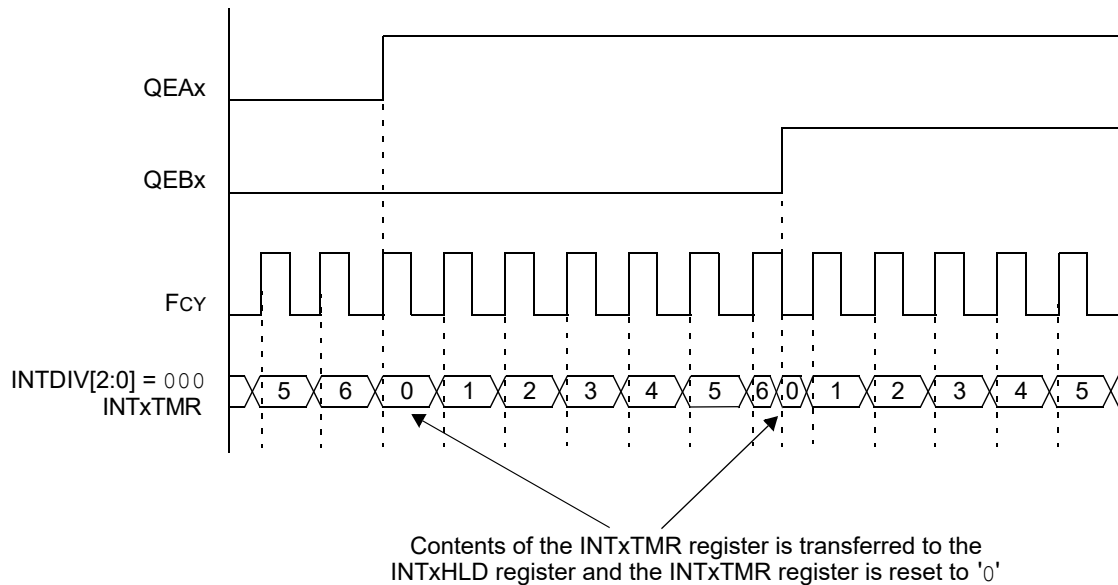 QEAx
QEBx
FCY
INTDIV[2:0] = 000
INTxTMR
5 6 0 1 2 3 4 5 6 0 1 2 3 4 5
Contents of the INTxTMR register is transferred to the
INTxHLD register and the INTxTMR register is reset to '0'